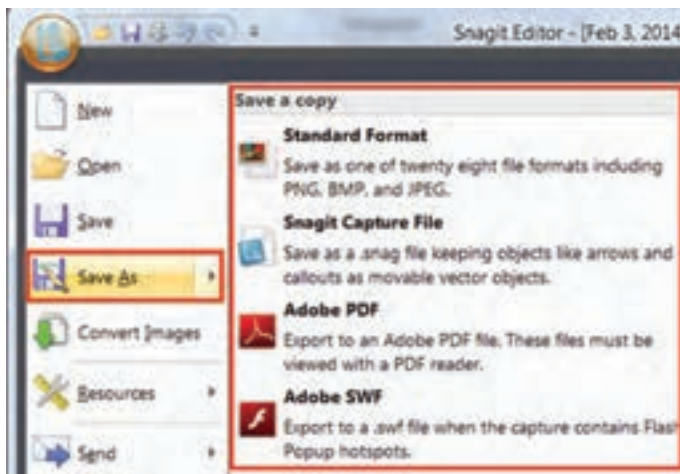 Snagit Editor - [Feb 3, 2014
New
Open
Save
Save As
Convert Images
Resources
Send
Save a copy
Standard Format
Save as one of twenty eight file formats including
PNG, BMP, and JPEG.
Snagit Capture File
Save as a .snag file keeping objects like arrows and
callouts as movable vector objects.
Adobe PDF
Export to an Adobe PDF file. These files must be
viewed with a PDF reader.
Adobe SWF
Export to a .swf file when the capture contains Flash
Popup hotspots.